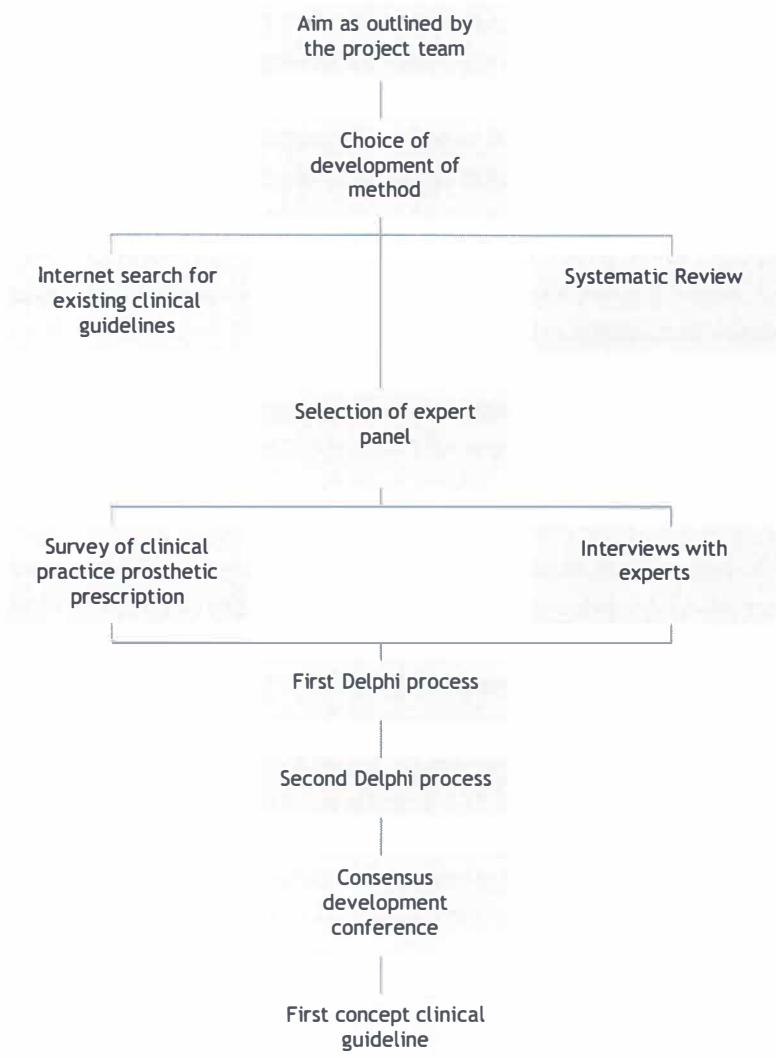 Aim as outlined by
the project team
Choice of
development of
method
Internet search for
existing clinical
guidelines
Systematic Review
Selection of expert
panel
Survey of clinical
practice prosthetic
prescription
Interviews with
experts
First Delphi process
Second Delphi process
Consensus
development
conference
First concept clinical
guideline